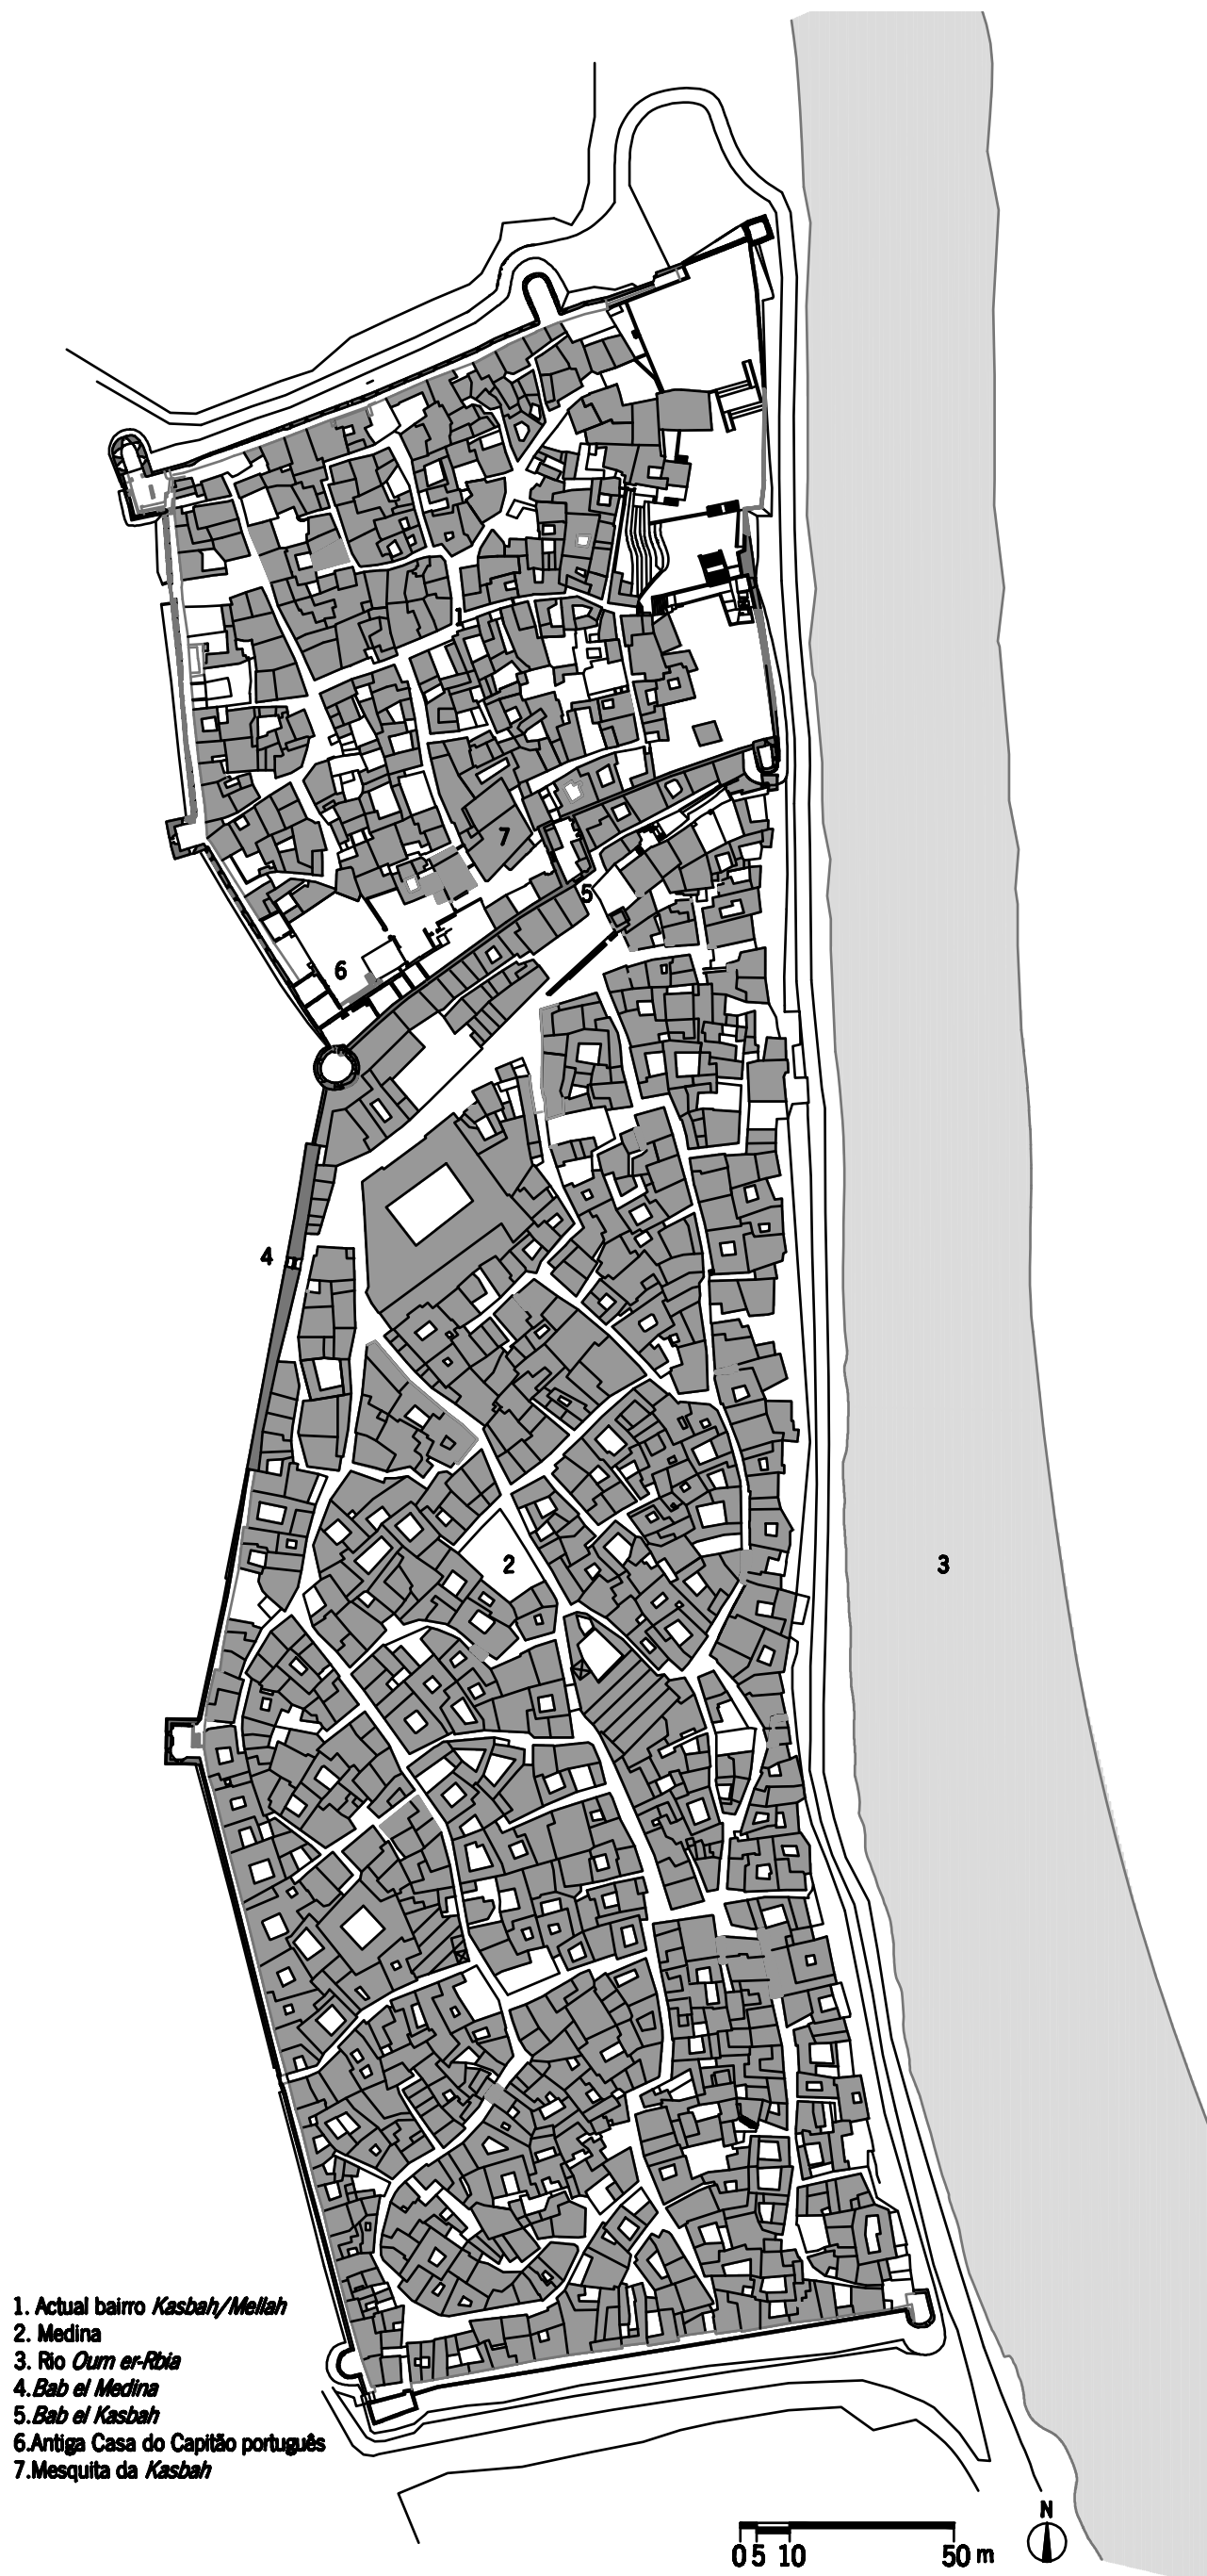 1
7
5
6
4
2
3
1. Actual bairro Kasbah/Mellah
2. Medina
3. Rio Oum er-Rbia
4.Bab el Medina
5.Bab el Kasbah
6.Antiga Casa do Capitão português
7.Mesquita da Kasbah
N
0 5 10 50 m